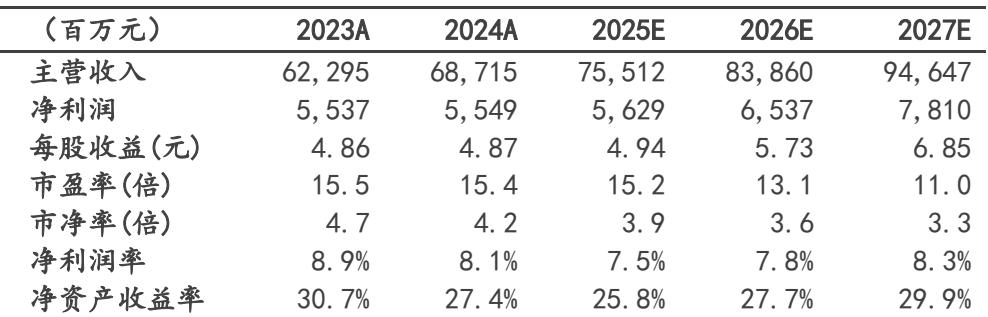 （百万元） 2023A 2024A 2025E 2026E 2027E
主营收入 62,295 68,715 75,512 83,860 94,647
净利润 5,537 5,549 5,629 6,537 7,810
每股收益(元) 4.86 4.87 4.94 5.73 6.85
市盈率(倍) 15.5 15.4 15.2 13.1 11.0
市净率(倍) 4.7 4.2 3.9 3.6 3.3
净利润率 8.9% 8.1% 7.5% 7.8% 8.3%
净资产收益率 30.7% 27.4% 25.8% 27.7% 29.9%